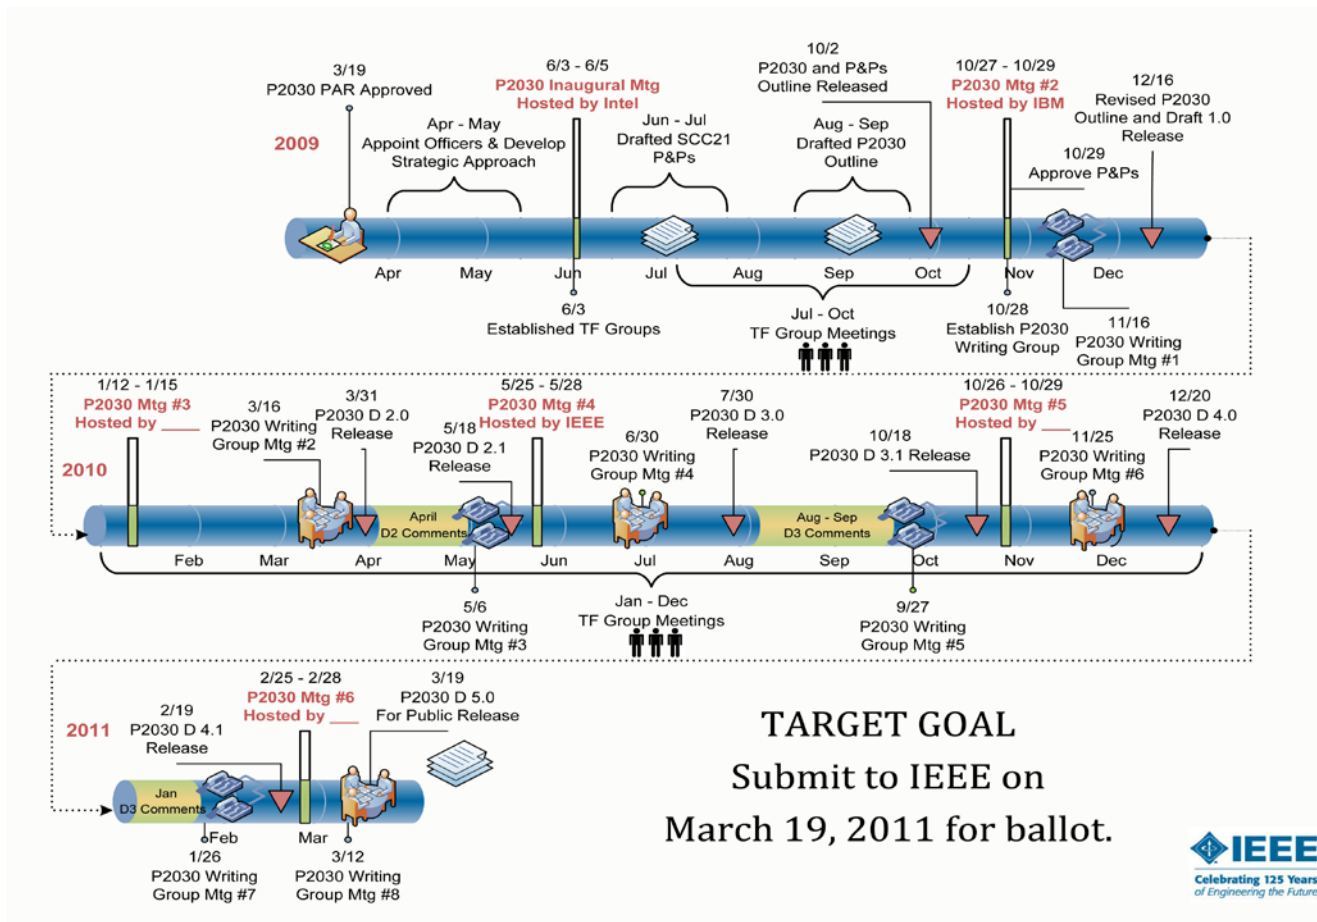 3/19
P2030 PAR Approved
2009
Apr - May
Appoint Officers & Develop
Strategic Approach
6/3 - 6/5
P2030 Inaugural Mtg
Hosted by Intel
Jun - Jul
Drafted SCC21
P&Ps
10/2
P2030 and P&Ps
Outline Released
Aug - Sep
Drafted P2030
Outline
10/27 - 10/29
P2030 Mtg #2
Hosted by IBM
10/29
Approve P&Ps
12/16
Revised P2030
Outline and Draft 1.0
Release
Apr May Jun Jul Aug Sep Oct Nov Dec
6/3
Established TF Groups
Jul - Oct
TF Group Meetings
10/28
Establish P2030
Writing Group
11/16
P2030 Writing
Group Mtg #1
1/12 - 1/15
P2030 Mtg #3
Hosted by ____
2010
3/16
P2030 Writing
Group Mtg #2
3/31
P2030 D 2.0
Release
5/18
P2030 D 2.1
Release
5/25 - 5/28
P2030 Mtg #4
Hosted by IEEE
6/30
P2030 Writing
Group Mtg #4
7/30
P2030 D 3.0
Release
10/18
P2030 D 3.1 Release
10/26 - 10/29
P2030 Mtg #5
Hosted by ___
11/25
P2030 Writing
Group Mtg #6
12/20
P2030 D 4.0
Release
April
D2 Comments
Aug - Sep
D3 Comments
Feb Mar Apr May Jun Jul Aug Sep Oct Nov Dec
5/6
P2030 Writing
Group Mtg #3
Jan - Dec
TF Group Meetings
9/27
P2030 Writing
Group Mtg #5
2011
2/19
P2030 D 4.1
Release
2/25 - 2/28
P2030 Mtg #6
Hosted by ___
3/19
P2030 D 5.0
For Public Release
Jan
D3 Comments
Feb Mar
1/26
P2030 Writing
Group Mtg #7
3/12
P2030 Writing
Group Mtg #8
TARGET GOAL
Submit to IEEE on
March 19, 2011 for ballot.
IEEE
Celebrating 125 Years
of Engineering the Future